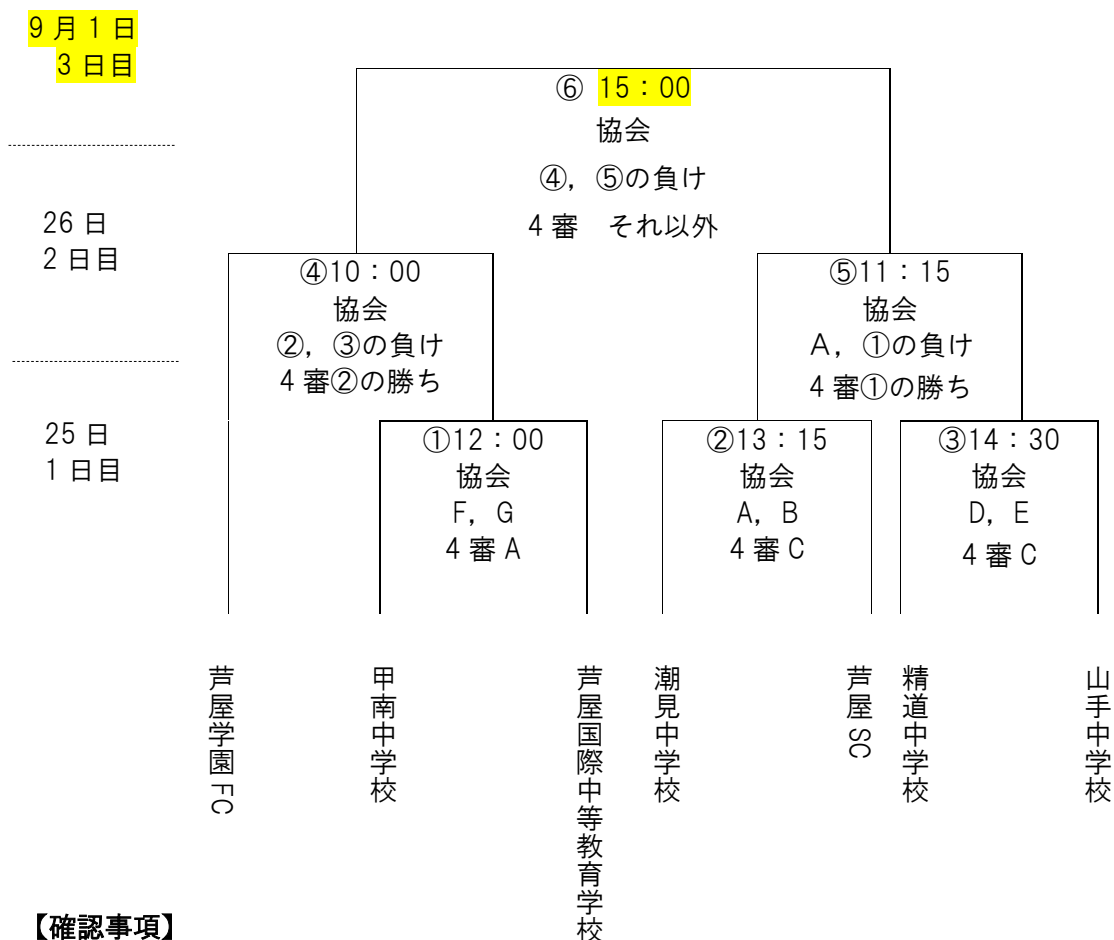 9月1日
3日目
⑥ 15：00
協会
④，⑤の負け
4審　それ以外
26日
2日目
④10：00
協会
②，③の負け
4審②の勝ち
⑤11：15
協会
A，①の負け
4審①の勝ち
25日
1日目
①12：00
協会
F，G
4審A
②13：15
協会
A，B
4審C
③14：30
協会
D，E
4審C
芦屋学園FC
甲南中学校
芦屋国際中等教育学校
潮見中学校
芦屋SC
精道中学校
山手中学校
【確認事項】